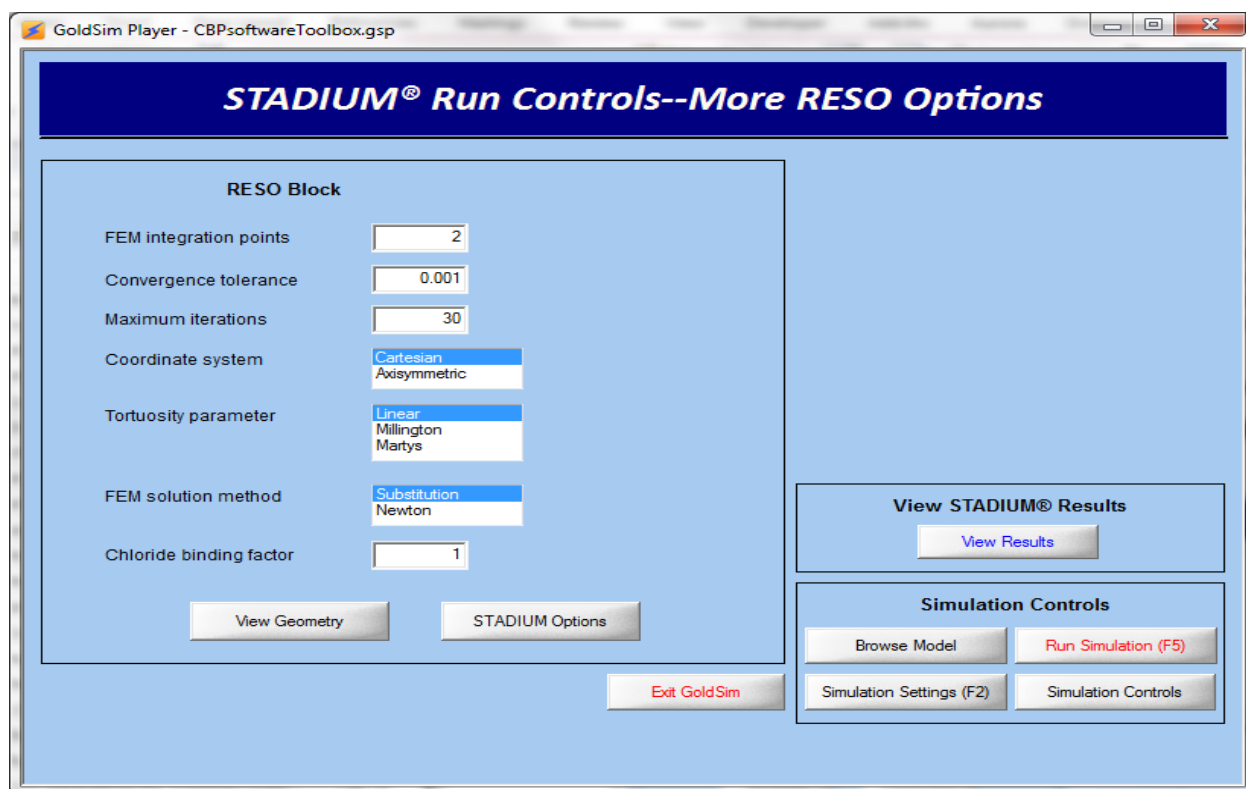 GoldSim Player - CBPsoftwareToolbox.gsp
STADIUM® Run Controls--More RESO Options
RESO Block
FEM integration points 2
Convergence tolerance 0.001
Maximum iterations 30
Coordinate system Cartesian
Axisymmetric
Tortuosity parameter Linear
Millington
Martys
FEM solution method Substitution
Newton
Chloride binding factor 1
View Geometry STADIUM Options
Exit GoldSim
View STADIUM® Results
View Results
Simulation Controls
Browse Model Run Simulation (F5)
Simulation Settings (F2) Simulation Controls